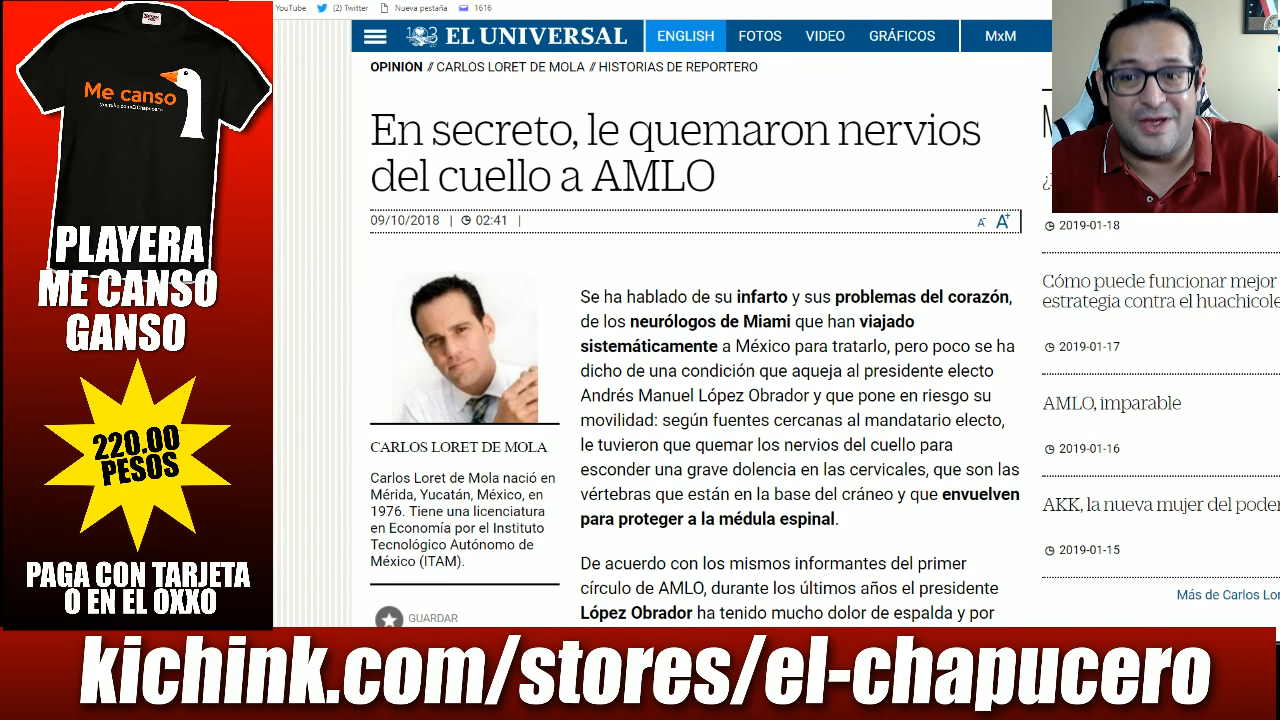 YouTube
(2) Twitter
Nueva pestaña
1616
Me canso
PLAYERA
ME CANSO
GANSO
220.00
PESOS
PAGA CON TARJETA
O EN EL OXXO
EL UNIVERSAL
ENGLISH
FOTOS
VIDEO
GRÁFICOS
MxM
OPINIÓN // CARLOS LORET DE MOLA // HISTORIAS DE REPORTERO
En secreto, le quemaron nervios
del cuello a AMLO
09/10/2018 | 02:41 |
A- A+
CARLOS LORET DE MOLA
Carlos Loret de Mola nació en
Mérida, Yucatán, México, en
1976. Tiene una licenciatura
en Economía por el Instituto
Tecnológico Autónomo de
México (ITAM).
GUARDAR
Se ha hablado de su infarto y sus problemas del corazón,
de los neurólogos de Miami que han viajado
sistemáticamente a México para tratarlo, pero poco se ha
dicho de una condición que aqueja al presidente electo
Andrés Manuel López Obrador y que pone en riesgo su
movilidad: según fuentes cercanas al mandatario electo,
le tuvieron que quemar los nervios del cuello para
esconder una grave dolencia en las cervicales, que son las
vértebras que están en la base del cráneo y que envuelven
para proteger a la médula espinal.
De acuerdo con los mismos informantes del primer
círculo de AMLO, durante los últimos años el presidente
López Obrador ha tenido mucho dolor de espalda y por
2019-01-18
Cómo puede funcionar mejor
estrategia contra el huachicole
2019-01-17
AMLO, imparable
2019-01-16
AKK, la nueva mujer del poder
2019-01-15
Más de Carlos Lor
kichink.com/stores/el-chapucero